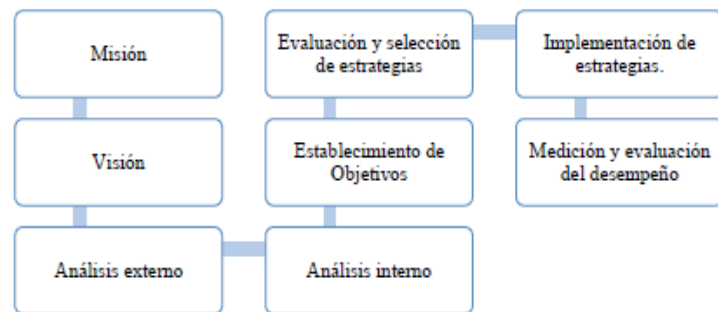 Misión
Visión
Análisis externo
Análisis interno
Establecimiento de
Objetivos
Evaluación y selección
de estrategias
Implementación de
estrategias.
Medición y evaluación
del desempeño